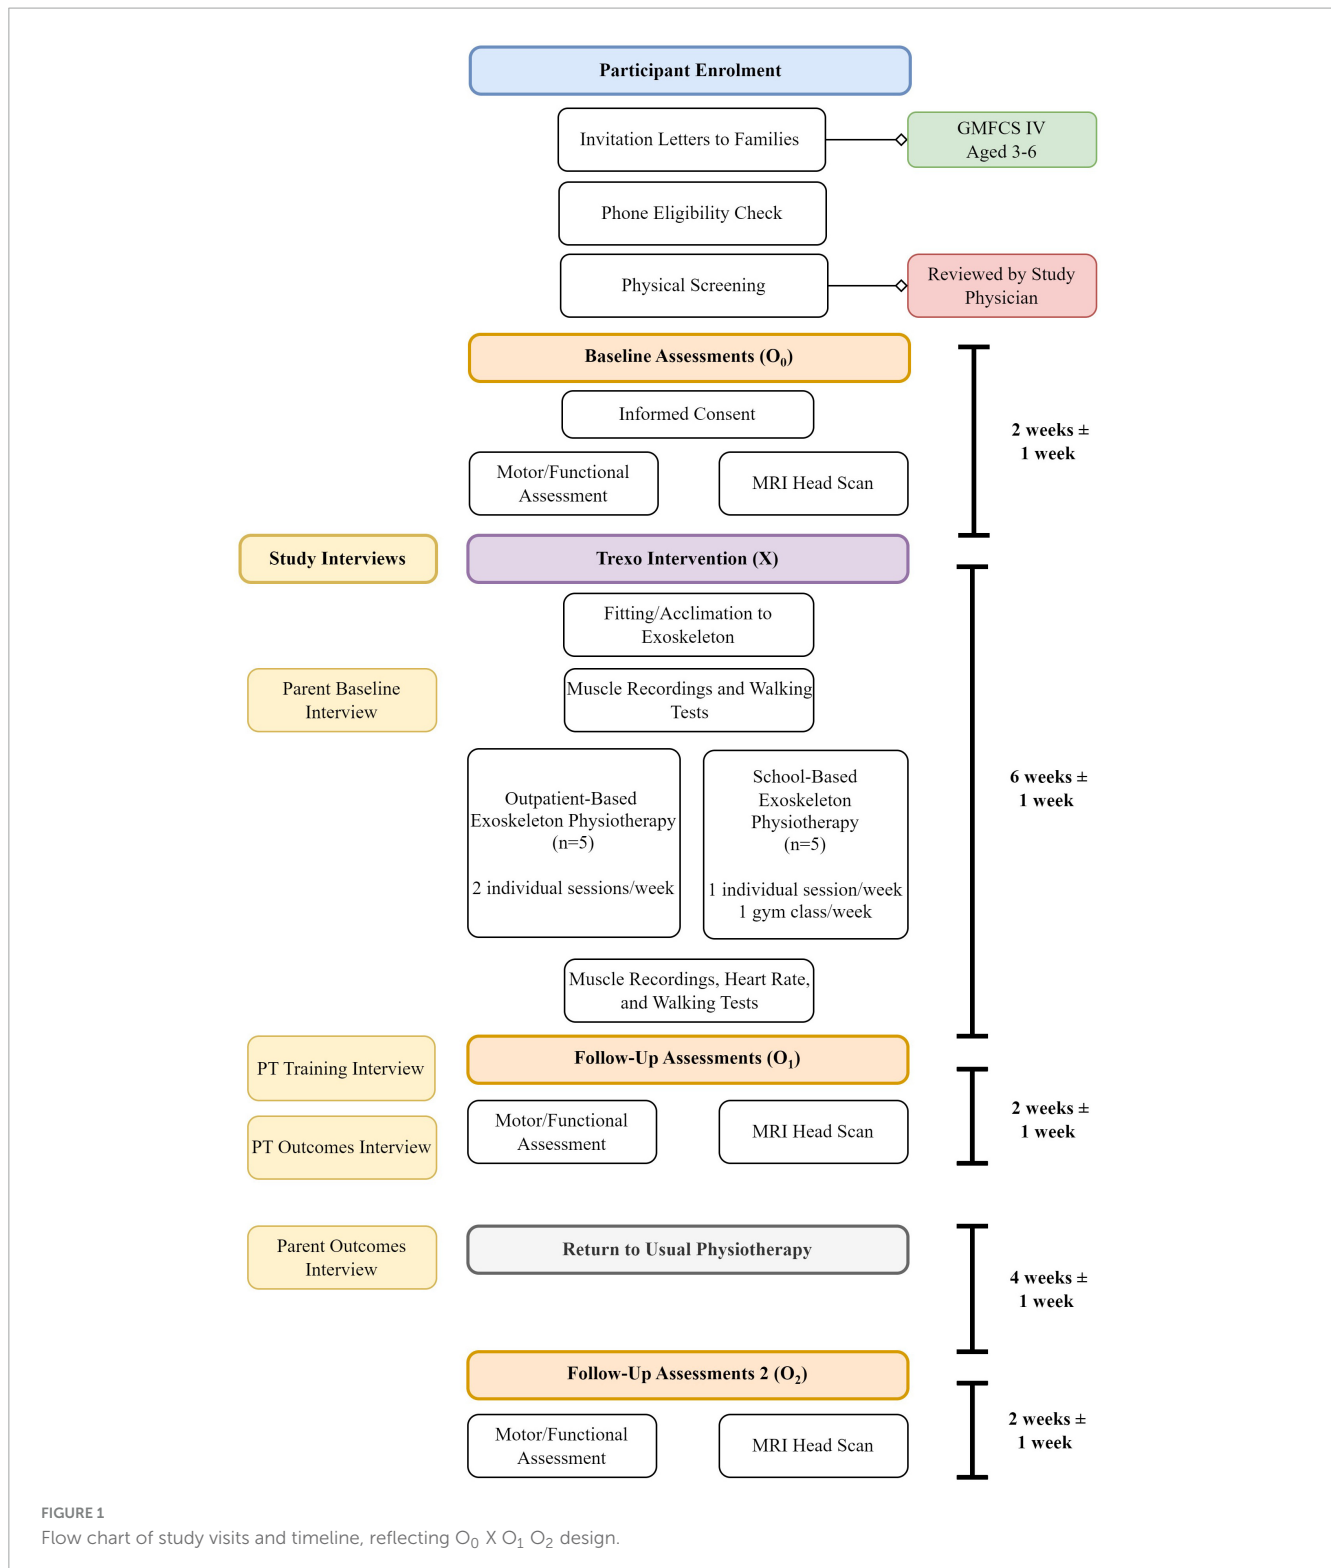 Participant Enrolment
Invitation Letters to Families
GMFCS IV
Aged 3-6
Phone Eligibility Check
Physical Screening
Reviewed by Study
Physician
Baseline Assessments (O₀)
2 weeks ±
1 week
Informed Consent
Motor/Functional
Assessment
MRI Head Scan
Study Interviews
Trexo Intervention (X)
Fitting/Acclimation to
Exoskeleton
Parent Baseline
Interview
Muscle Recordings and Walking
Tests
6 weeks ±
1 week
Outpatient-Based
Exoskeleton Physiotherapy
(n=5)
2 individual sessions/week
School-Based
Exoskeleton
Physiotherapy
(n=5)
1 individual session/week
1 gym class/week
Muscle Recordings, Heart Rate,
and Walking Tests
PT Training Interview
Follow-Up Assessments (O₁)
2 weeks ±
1 week
PT Outcomes Interview
Motor/Functional
Assessment
MRI Head Scan
Parent Outcomes
Interview
Return to Usual Physiotherapy
4 weeks ±
1 week
Follow-Up Assessments 2 (O₂)
2 weeks ±
1 week
Motor/Functional
Assessment
MRI Head Scan
FIGURE 1
Flow chart of study visits and timeline, reflecting O₀ X O₁ O₂ design.